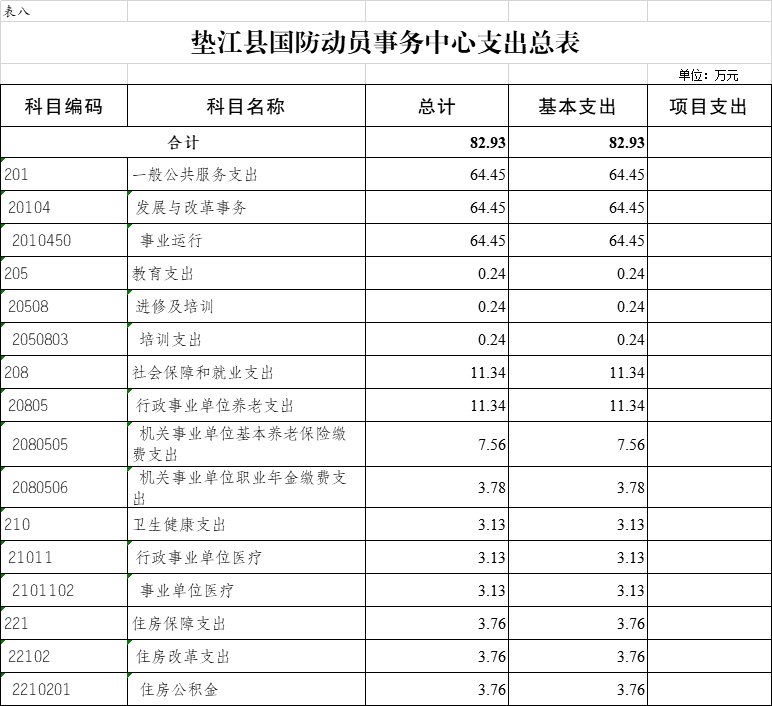 表八
垫江县国防动员事务中心支出总表
单位：万元
科目编码 科目名称 总计 基本支出 项目支出
合计 82.93 82.93
201 一般公共服务支出 64.45 64.45
20104 发展与改革事务 64.45 64.45
2010450 事业运行 64.45 64.45
205 教育支出 0.24 0.24
20508 进修及培训 0.24 0.24
2050803 培训支出 0.24 0.24
208 社会保障和就业支出 11.34 11.34
20805 行政事业单位养老支出 11.34 11.34
2080505 机关事业单位基本养老保险缴 7.56 7.56
费支出
2080506 机关事业单位职业年金缴费支 3.78 3.78
出
210 卫生健康支出 3.13 3.13
21011 行政事业单位医疗 3.13 3.13
2101102 事业单位医疗 3.13 3.13
221 住房保障支出 3.76 3.76
22102 住房改革支出 3.76 3.76
2210201 住房公积金 3.76 3.76